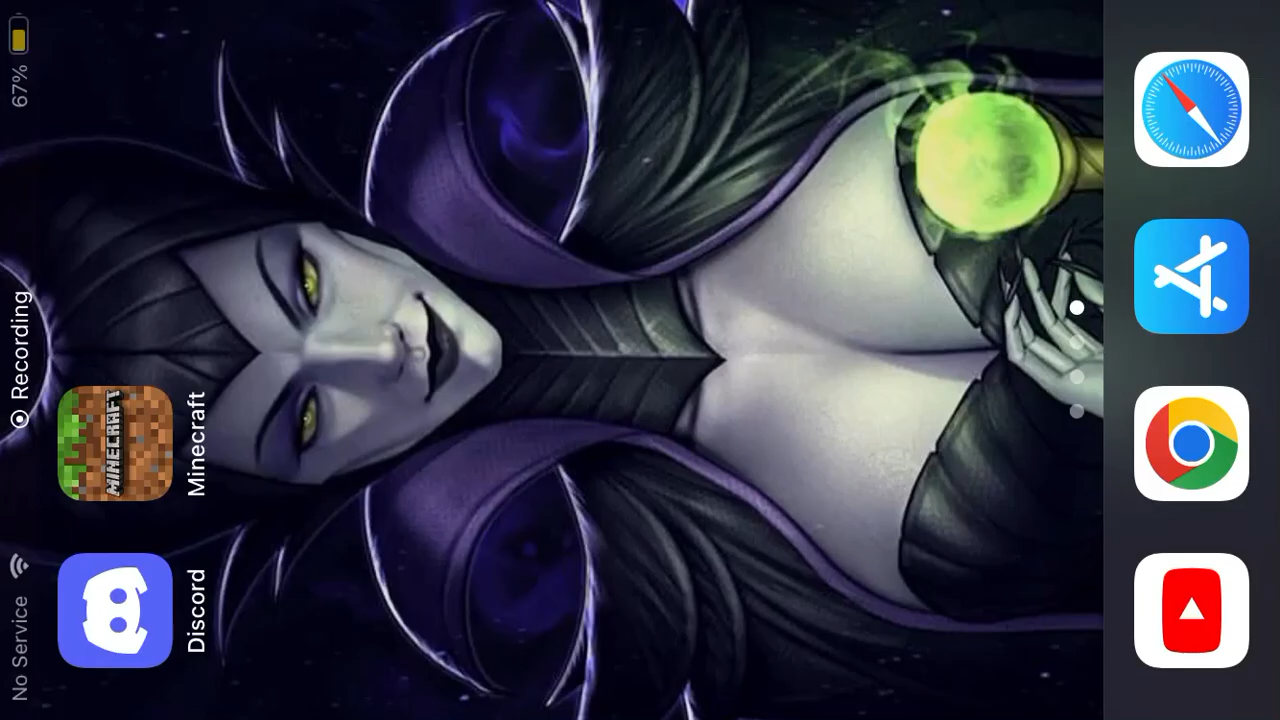 No Service
Recording
67%
Discord
MINECRAFT
Minecraft